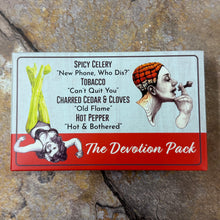 SPICY CELERY
"New Phone, Who Dis?"
TOBACCO
"Can't Quit You"
CHARRED CEDAR & CLOVES
"Old Flame"
HOT PEPPER
"Hot & Bothered"
The Devotion Pack